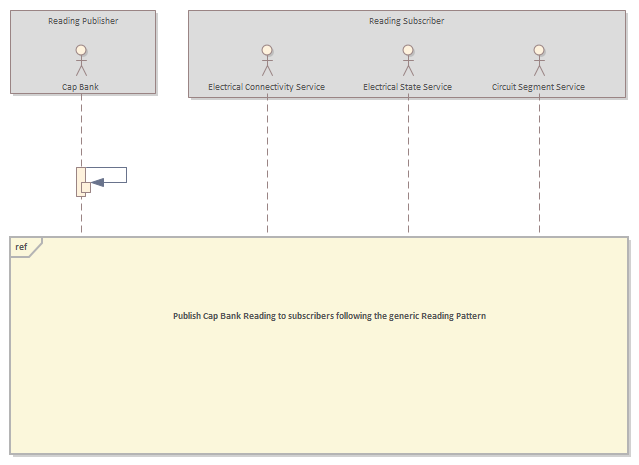 Reading Publisher
Reading Subscriber
Cap Bank
Electrical Connectivity Service
Electrical State Service
Circuit Segment Service
ref
Publish Cap Bank Reading to subscribers following the generic Reading Pattern